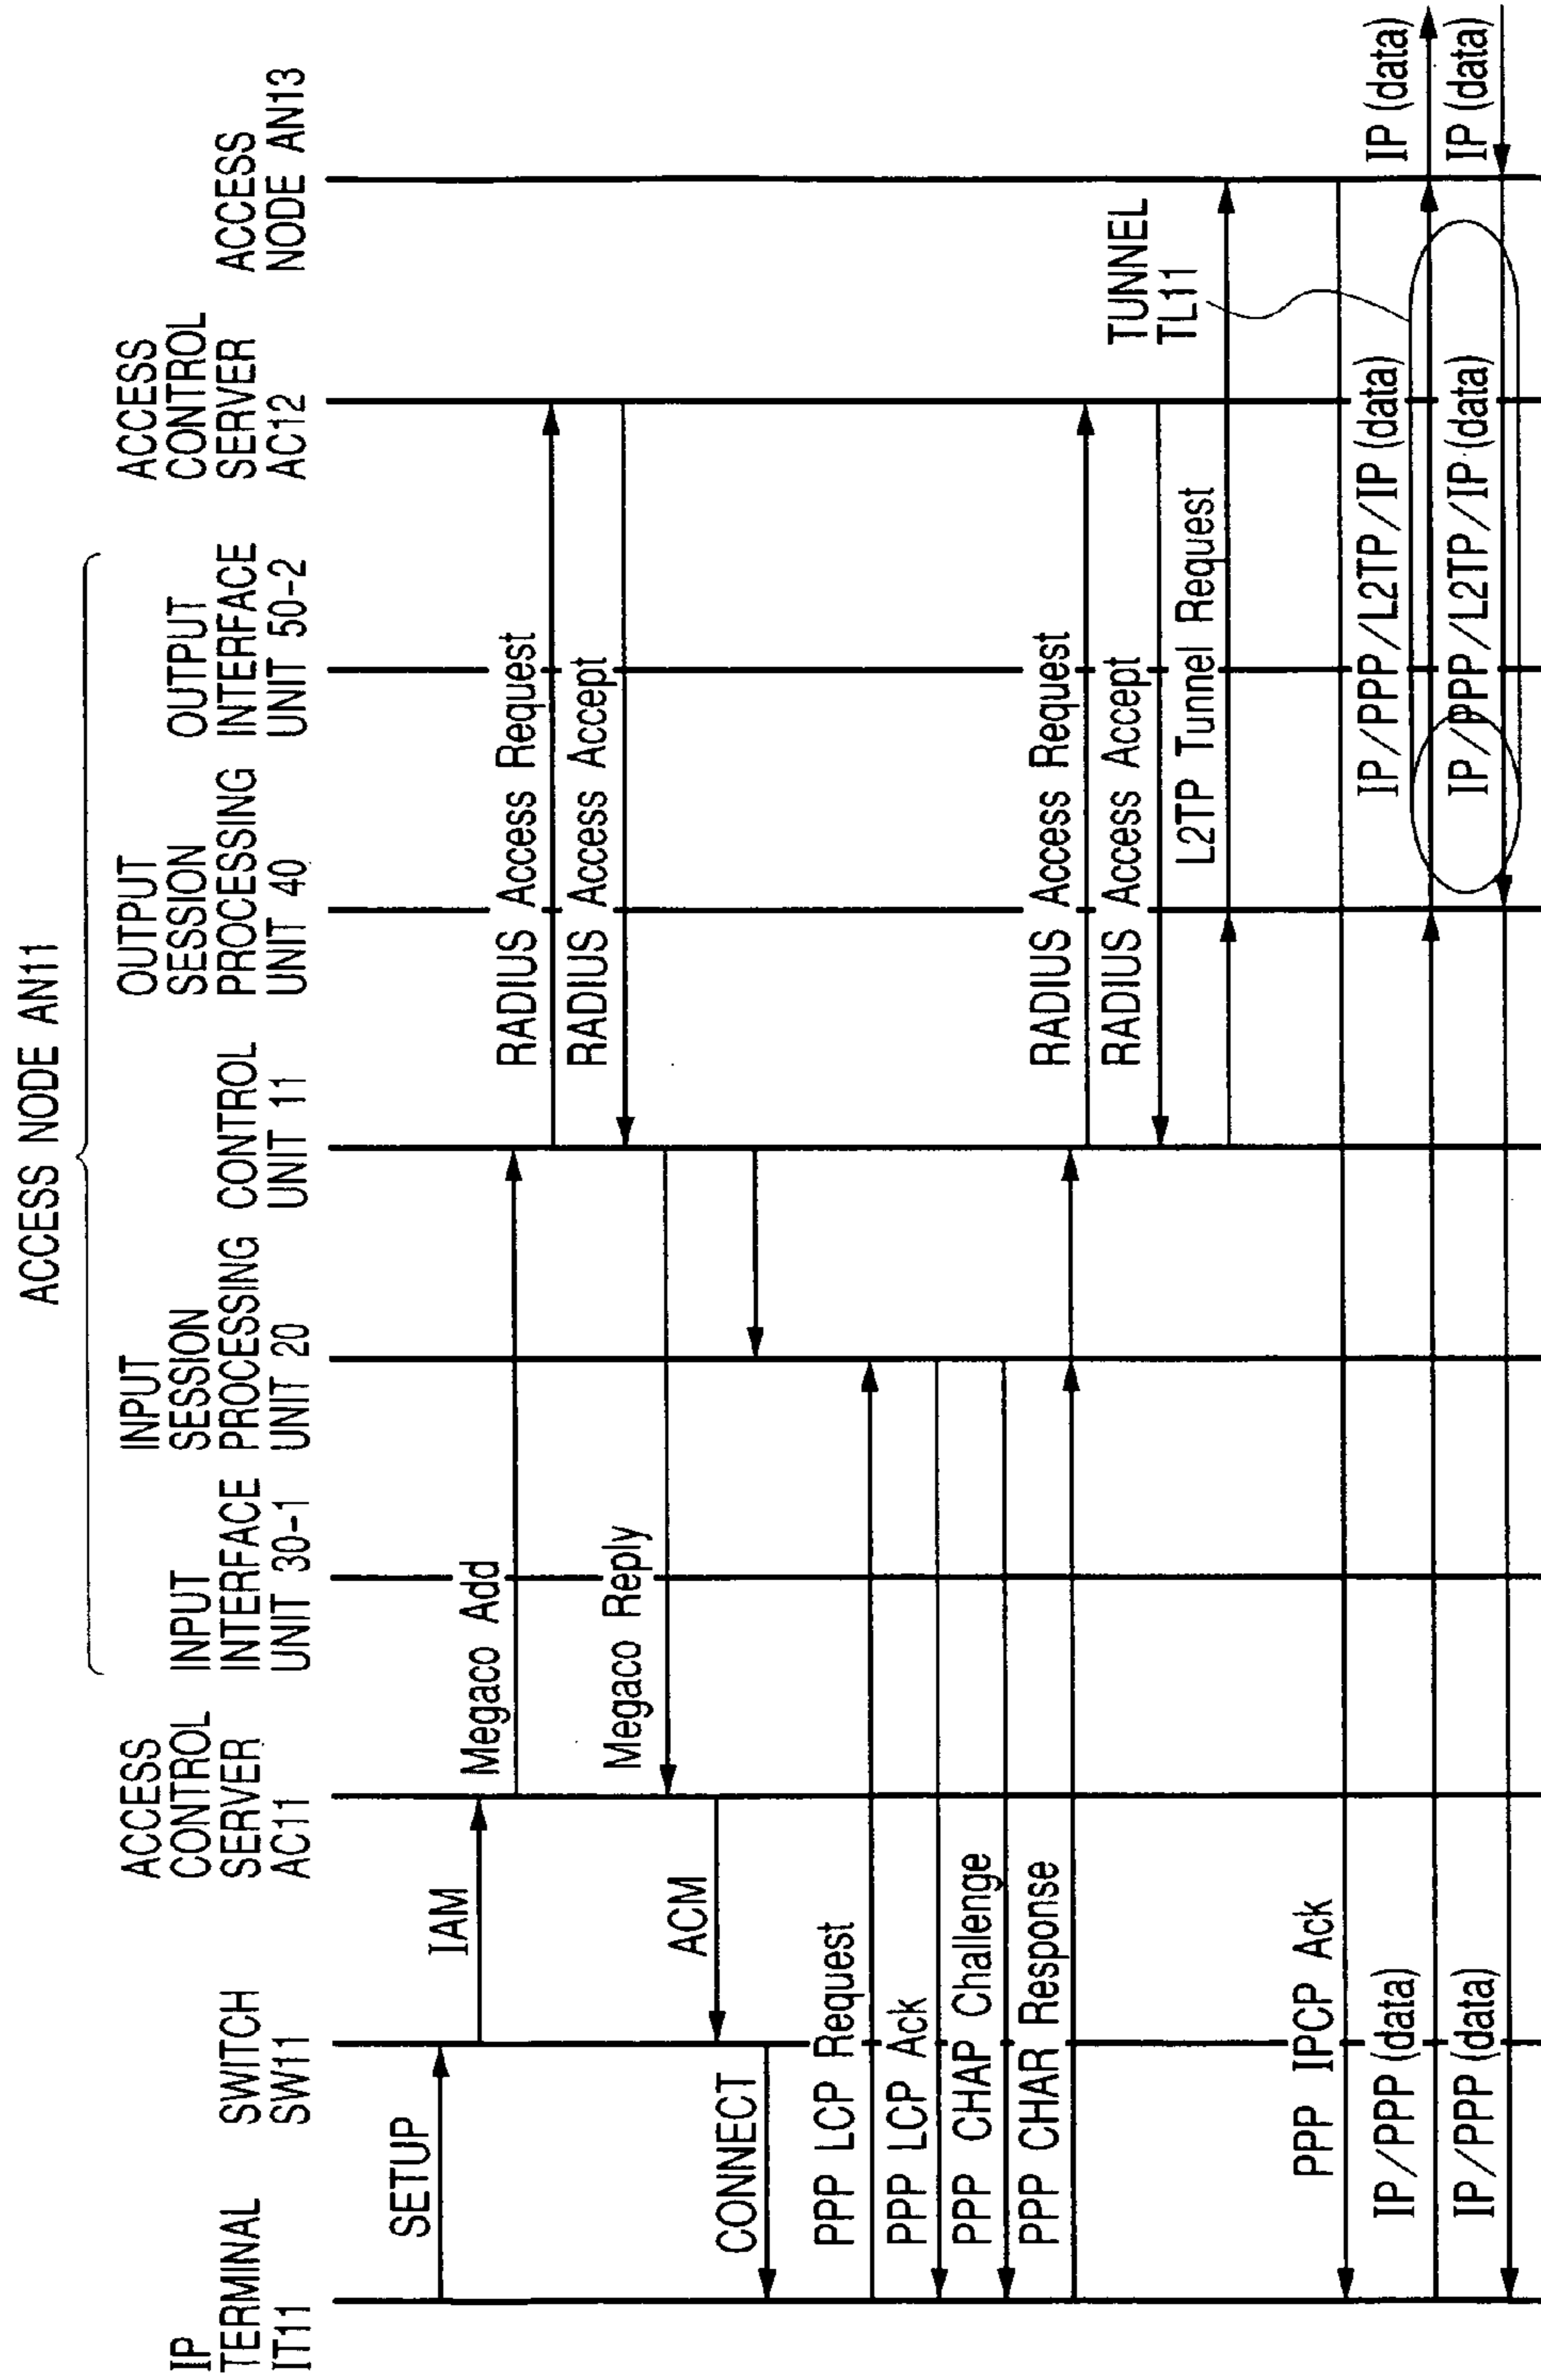 ACCESS NODE AN11
IP
TERMINAL
IT11
SWITCH
SW11
ACCESS
CONTROL
SERVER
AC11
INPUT
INTERFACE
UNIT 30-1
INPUT
SESSION
PROCESSING
UNIT 20
CONTROL
UNIT 11
OUTPUT
SESSION
PROCESSING
UNIT 40
OUTPUT
INTERFACE
UNIT 50-2
ACCESS
CONTROL
SERVER
AC12
ACCESS
NODE AN13
SETUP
IAM
Megaco Add
RADIUS Access Request
RADIUS Access Accept
Megaco Reply
ACM
CONNECT
PPP LCP Request
PPP LCP Ack
PPP CHAP Challenge
PPP CHAR Response
RADIUS Access Request
RADIUS Access Accept
L2TP Tunnel Request
TUNNEL
TL11
PPP IPCP Ack
IP/PPP (data)
IP/PPP/L2TP/IP (data)
IP (data)
IP/PPP (data)
IP/PPP/L2TP/IP (data)
IP (data)